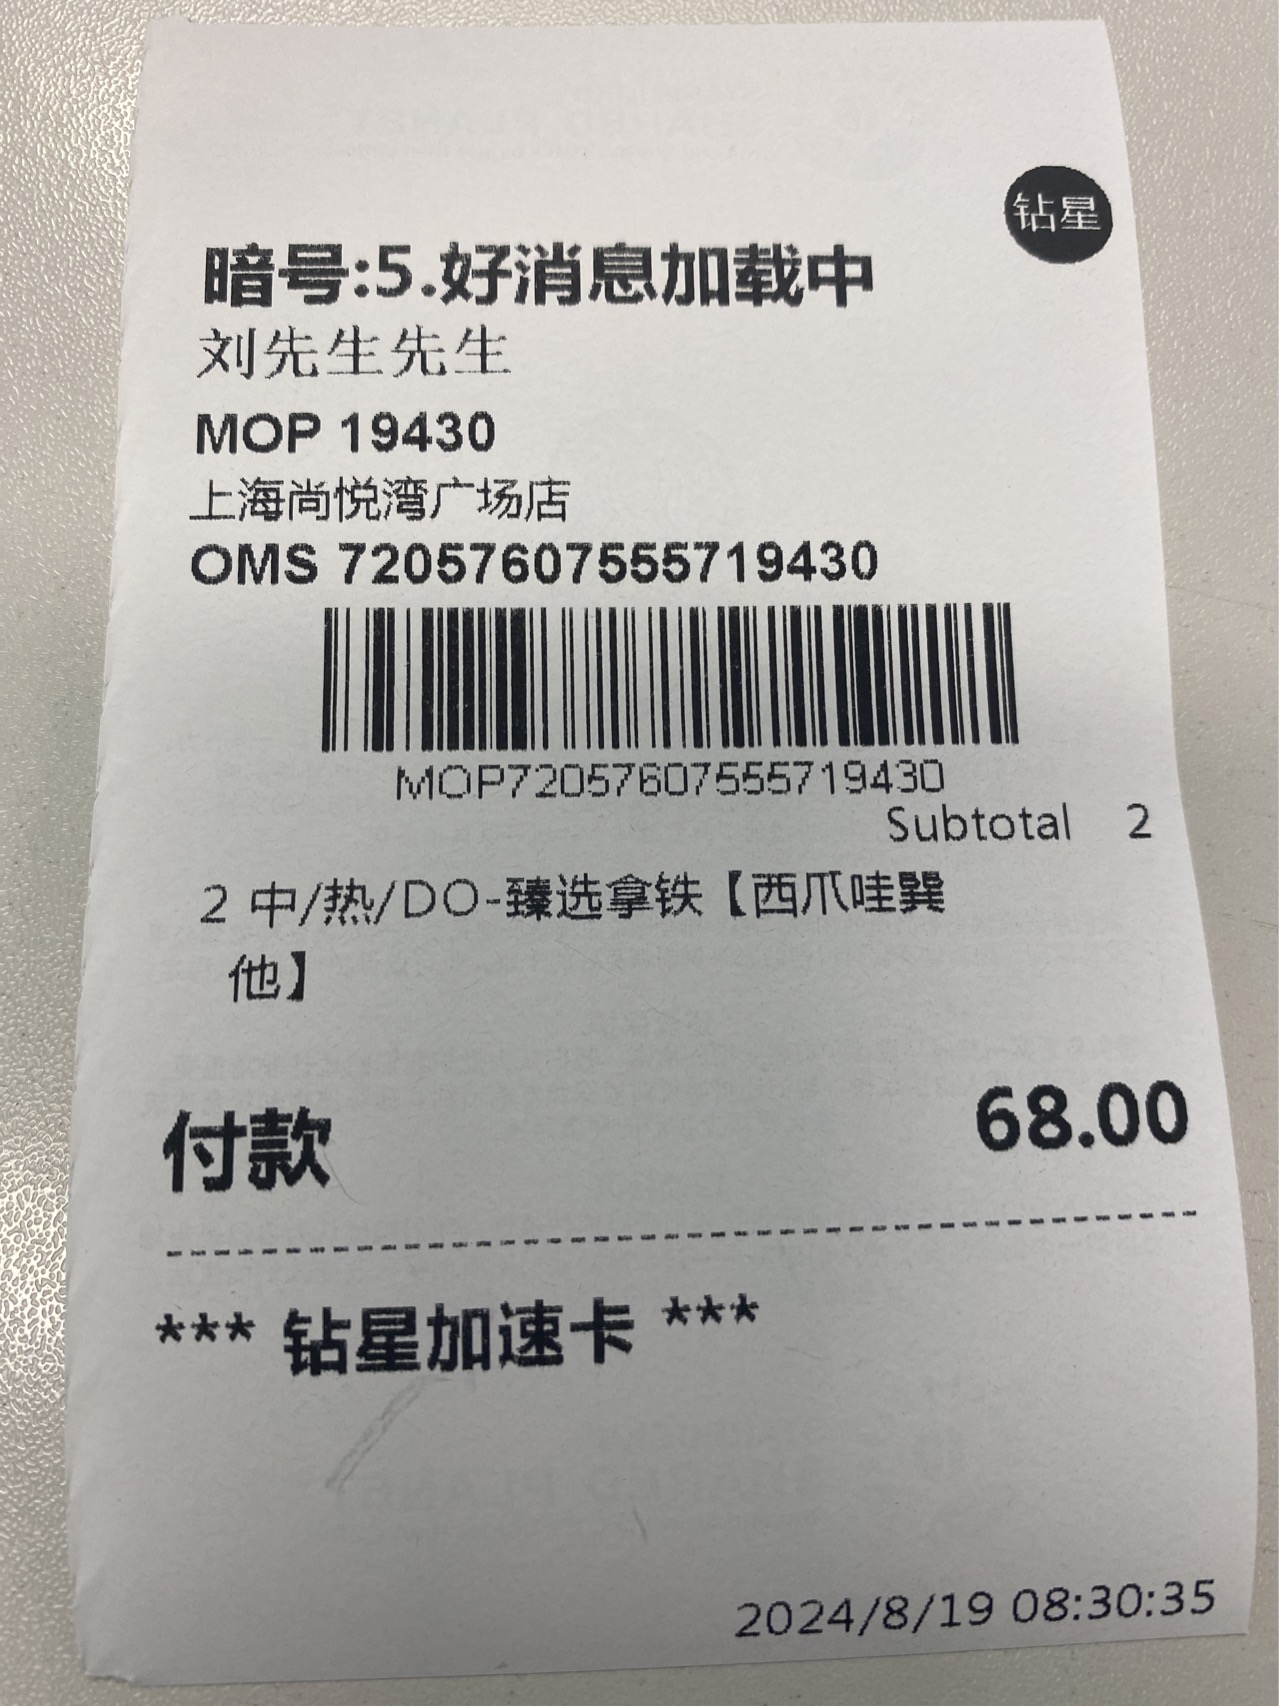 钻星
暗号:5.好消息加载中
刘先生先生
MOP 19430
上海尚悦湾广场店
OMS 72057607555719430
MOP72057607555719430
Subtotal 2
2 中/热/DO-臻选拿铁【西爪哇巽
他】
付款 68.00
*** 钻星加速卡 ***
2024/8/19 08:30:35